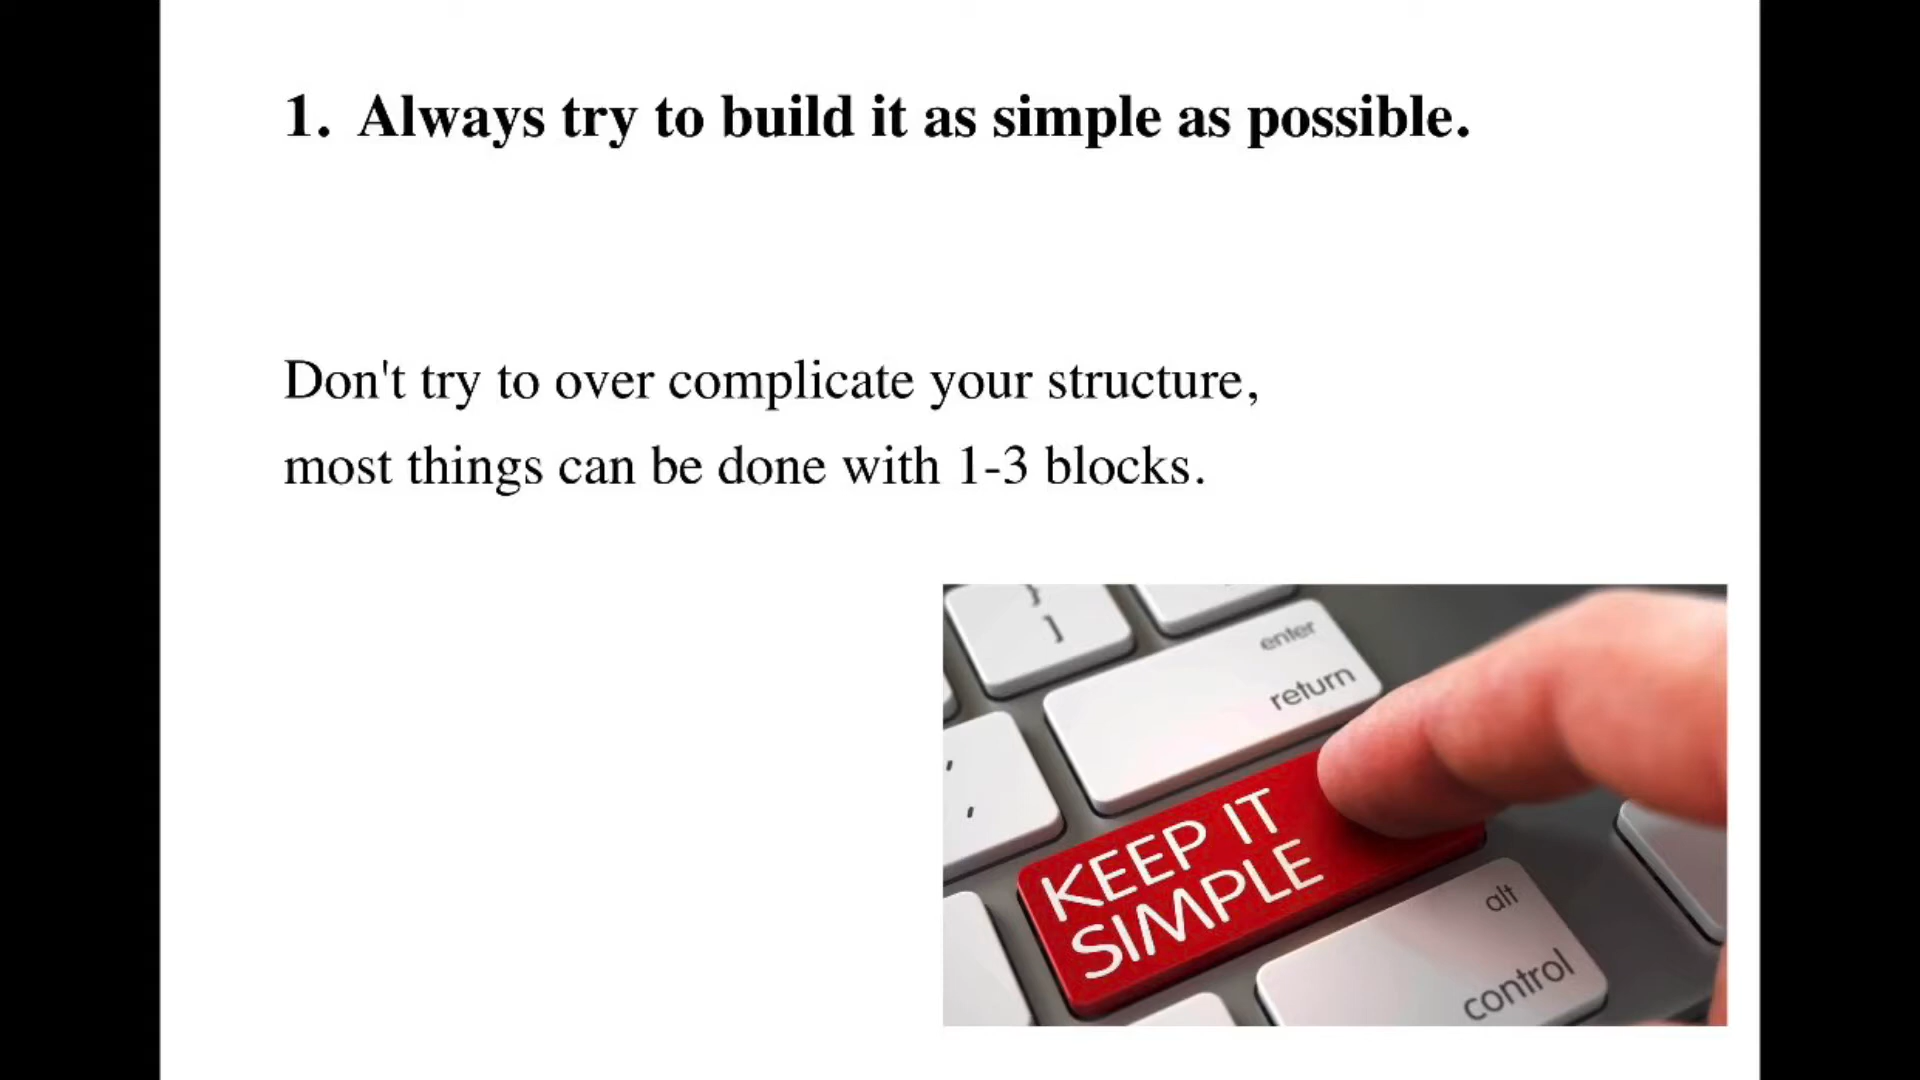 1. Always try to build it as simple as possible.
Don't try to over complicate your structure,
most things can be done with 1-3 blocks.
}
]
enter
return
KEEP IT
SIMPLE
alt
control